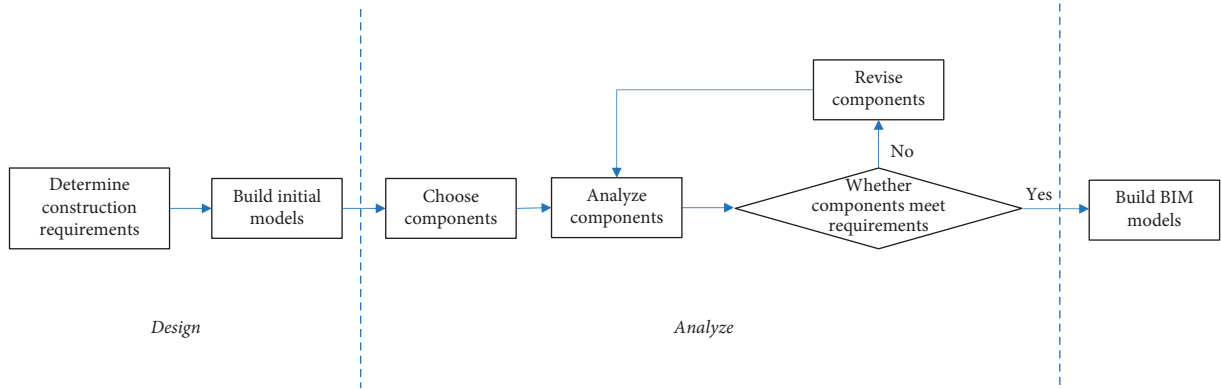 Determine
construction
requirements
Build initial
models
Choose
components
Analyze
components
Whether
components meet
requirements
No
Revise
components
Yes
Build BIM
models
Design
Analyze